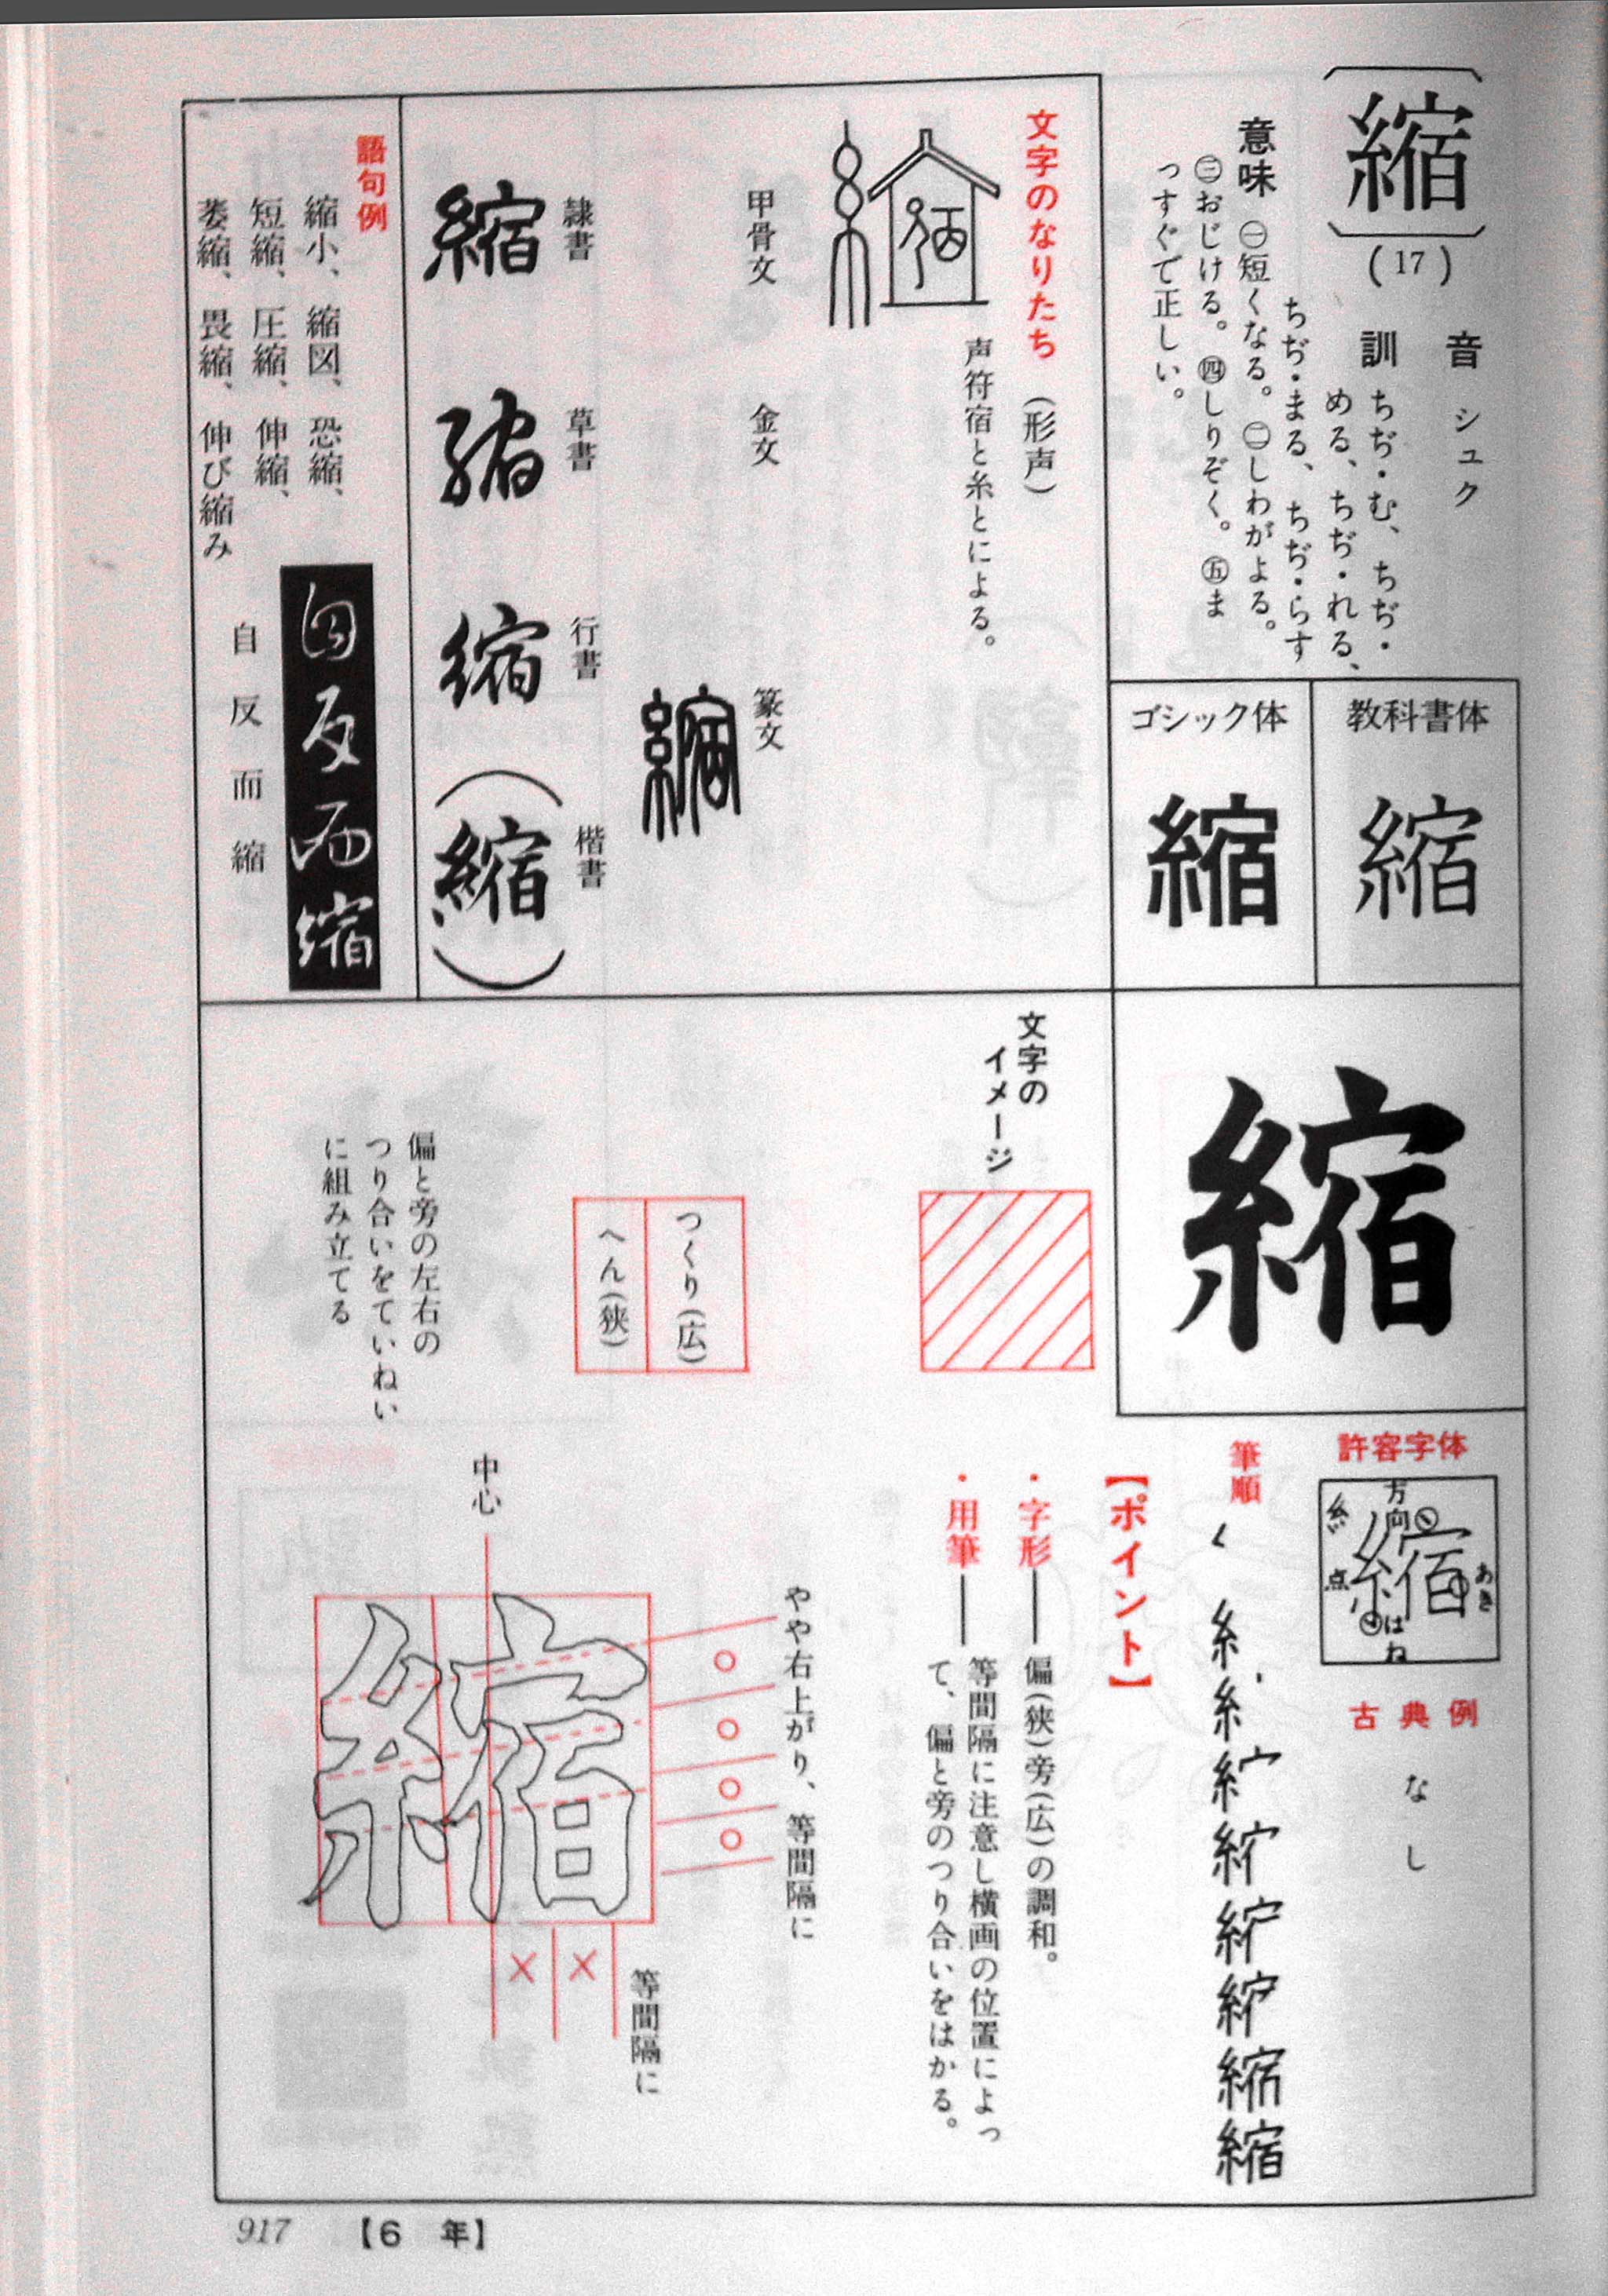 縮
(17)
音 シュク
訓 ちぢ・む、ちぢ・
める、ちぢ・れる、
ちぢ・まる、ちぢ・らす
意味 ㊀短くなる。㊁しわがよる。
㊂おじける。㊃しりぞく。㊄ま
っすぐで正しい。
教科書体
縮
ゴシック体
縮
文字のなりたち (形声)
声符宿と糸とによる。
甲骨文
金文
篆文
縮
隷書
縮
草書
縮
行書
縮
楷書
(縮)
語句例
縮小、縮図、恐縮、
短縮、圧縮、伸縮、
萎縮、畏縮、伸び縮み
自反而縮
自反而縮
縮
許容字体
方向
縮
糸
点
はね
あき
古典例
なし
筆順
く 糸 糸 縮 縮
【ポイント】
・字形――偏(狭)旁(広)の調和。
・用筆――等間隔に注意し横画の位置によっ
て、偏と旁のつり合いをはかる。
文字の
イメージ
つくり(広)
へん(狭)
偏と旁の左右の
つり合いをていねい
に組み立てる
やや右上がり、等間隔に
中心
縮
等間隔に
917 【6 年】